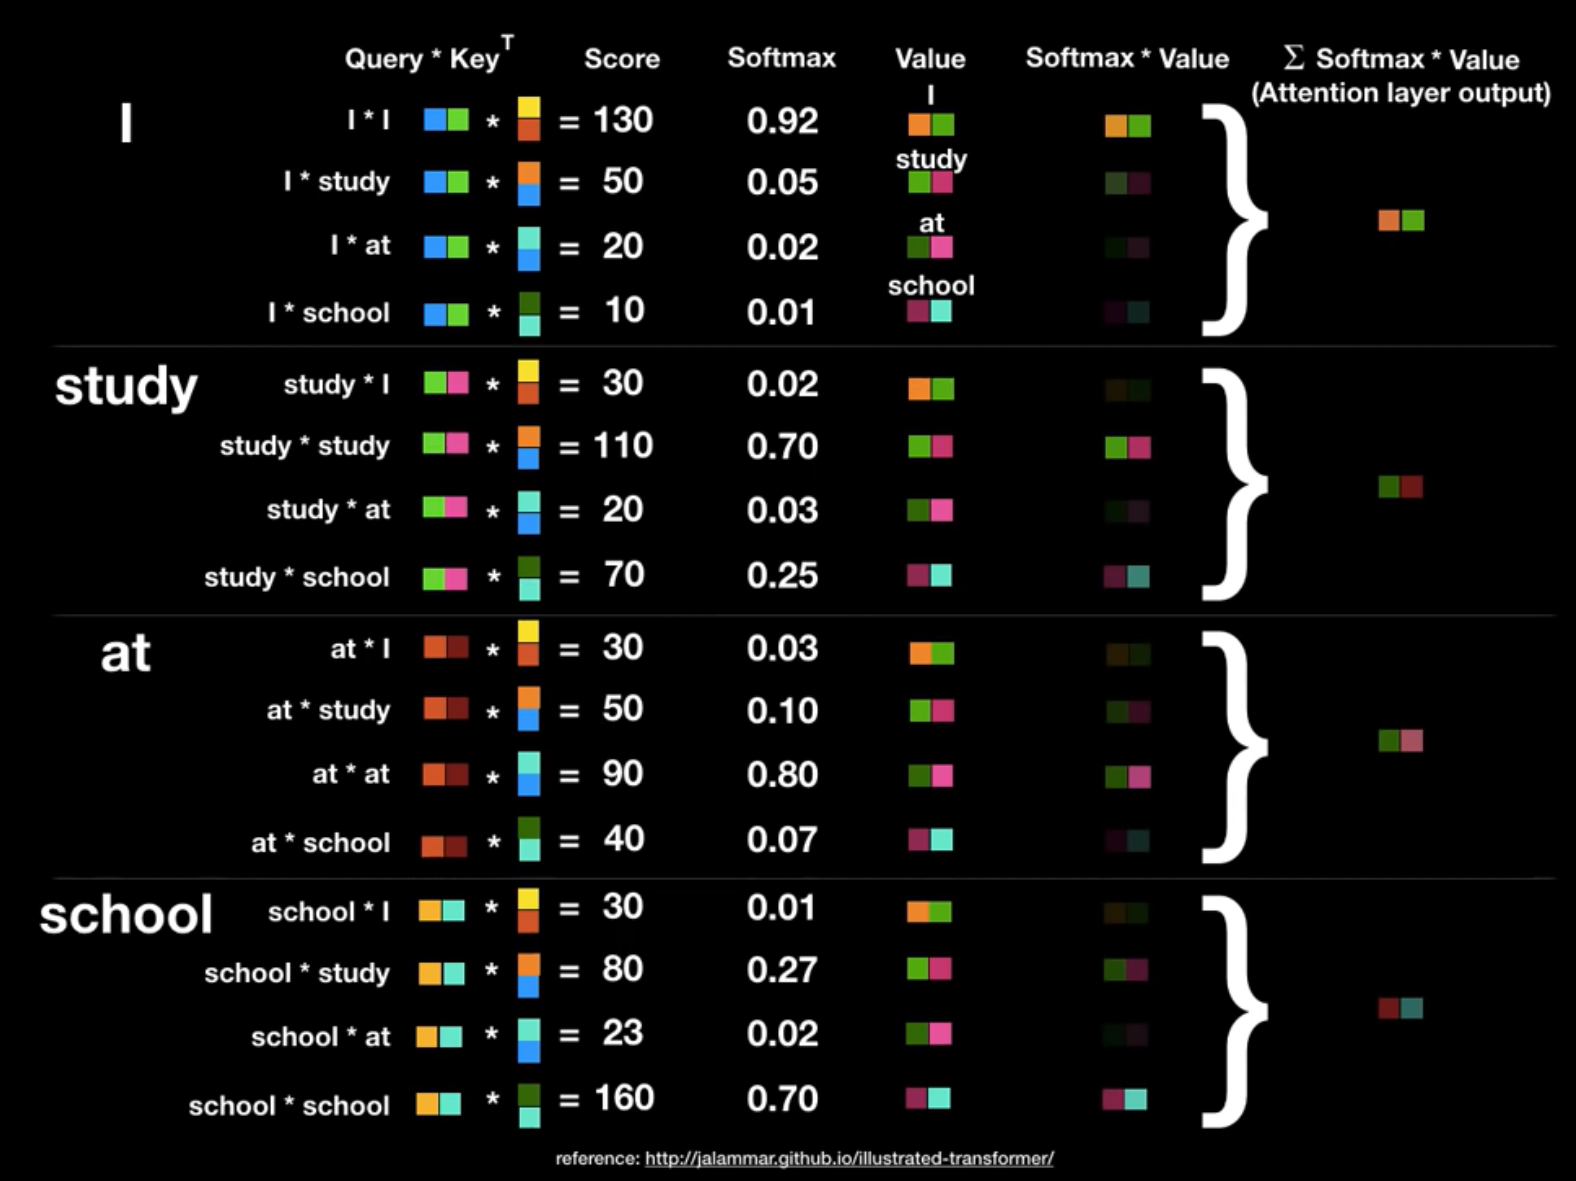 Query * Key^T Score Softmax Value Softmax * Value Σ Softmax * Value
(Attention layer output)
I
I
I * I * = 130 0.92
study
I * study * = 50 0.05
at
I * at * = 20 0.02
school
I * school * = 10 0.01
study
study * I * = 30 0.02
study * study * = 110 0.70
study * at * = 20 0.03
study * school * = 70 0.25
at
at * I * = 30 0.03
at * study * = 50 0.10
at * at * = 90 0.80
at * school * = 40 0.07
school
school * I * = 30 0.01
school * study * = 80 0.27
school * at * = 23 0.02
school * school * = 160 0.70
reference: http://jalammar.github.io/illustrated-transformer/